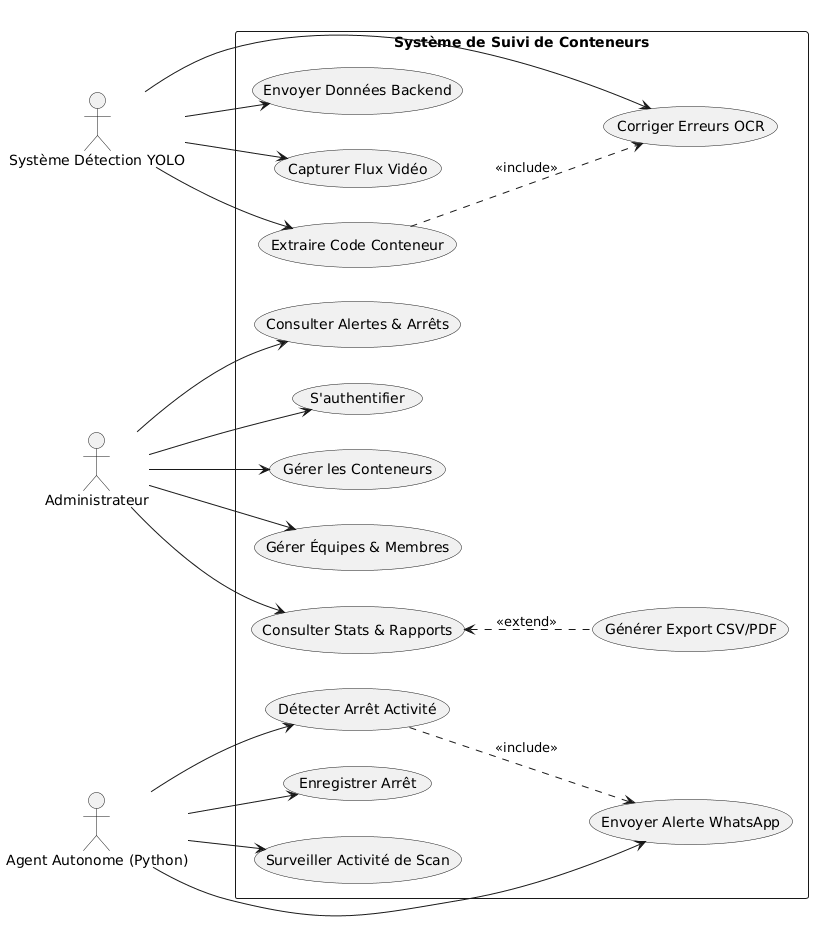 Système de Suivi de Conteneurs
Envoyer Données Backend
Corriger Erreurs OCR
Système Détection YOLO
Capturer Flux Vidéo
«include»
Extraire Code Conteneur
Consulter Alertes & Arrêts
S'authentifier
Gérer les Conteneurs
Administrateur
Gérer Équipes & Membres
Consulter Stats & Rapports
«extend»
Générer Export CSV/PDF
Détecter Arrêt Activité
«include»
Enregistrer Arrêt
Envoyer Alerte WhatsApp
Agent Autonome (Python)
Surveiller Activité de Scan